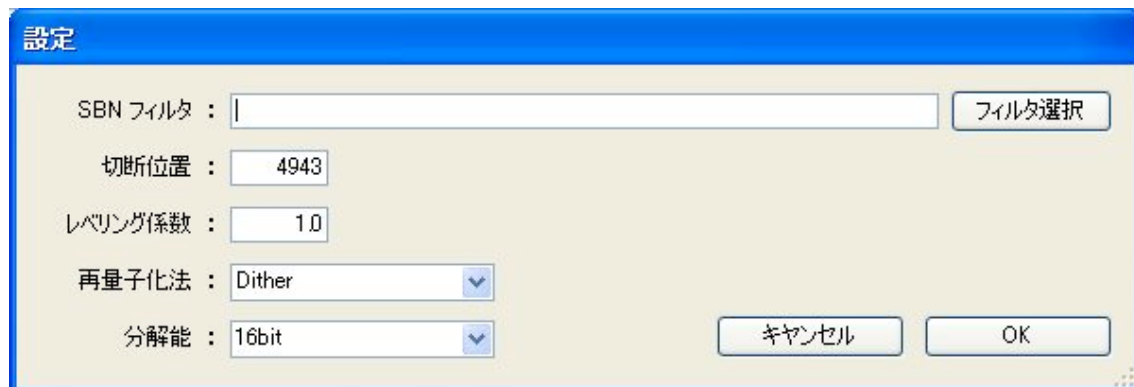 設定
SBN フィルタ : フィルタ選択
切断位置 : 4943
レベリング係数 : 1.0
再量子化法 : Dither
分解能 : 16bit
キャンセル OK